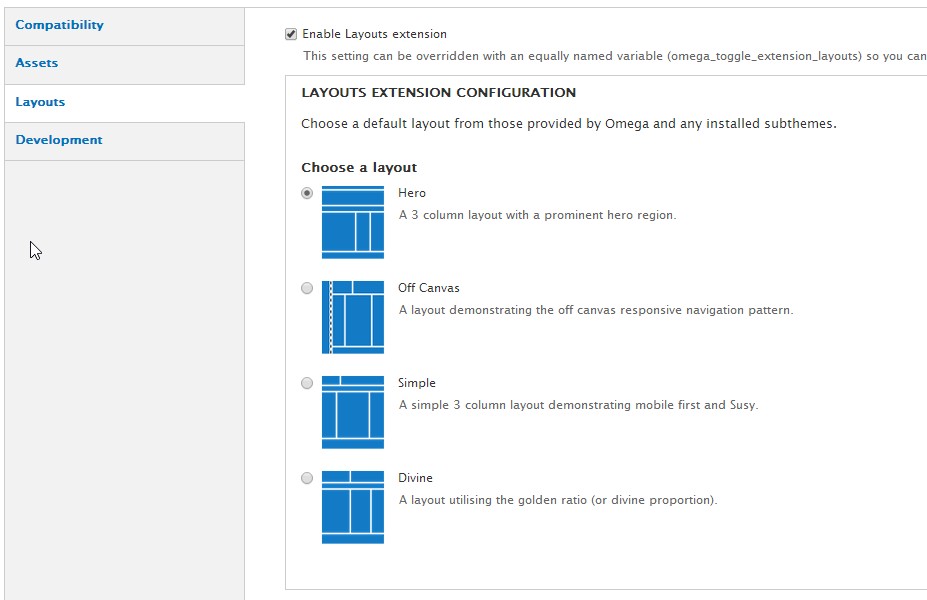 Compatibility
Assets
Layouts
Development
Enable Layouts extension
This setting can be overridden with an equally named variable (omega_toggle_extension_layouts) so you can
LAYOUTS EXTENSION CONFIGURATION
Choose a default layout from those provided by Omega and any installed subthemes.
Choose a layout
Hero
A 3 column layout with a prominent hero region.
Off Canvas
A layout demonstrating the off canvas responsive navigation pattern.
Simple
A simple 3 column layout demonstrating mobile first and Susy.
Divine
A layout utilising the golden ratio (or divine proportion).